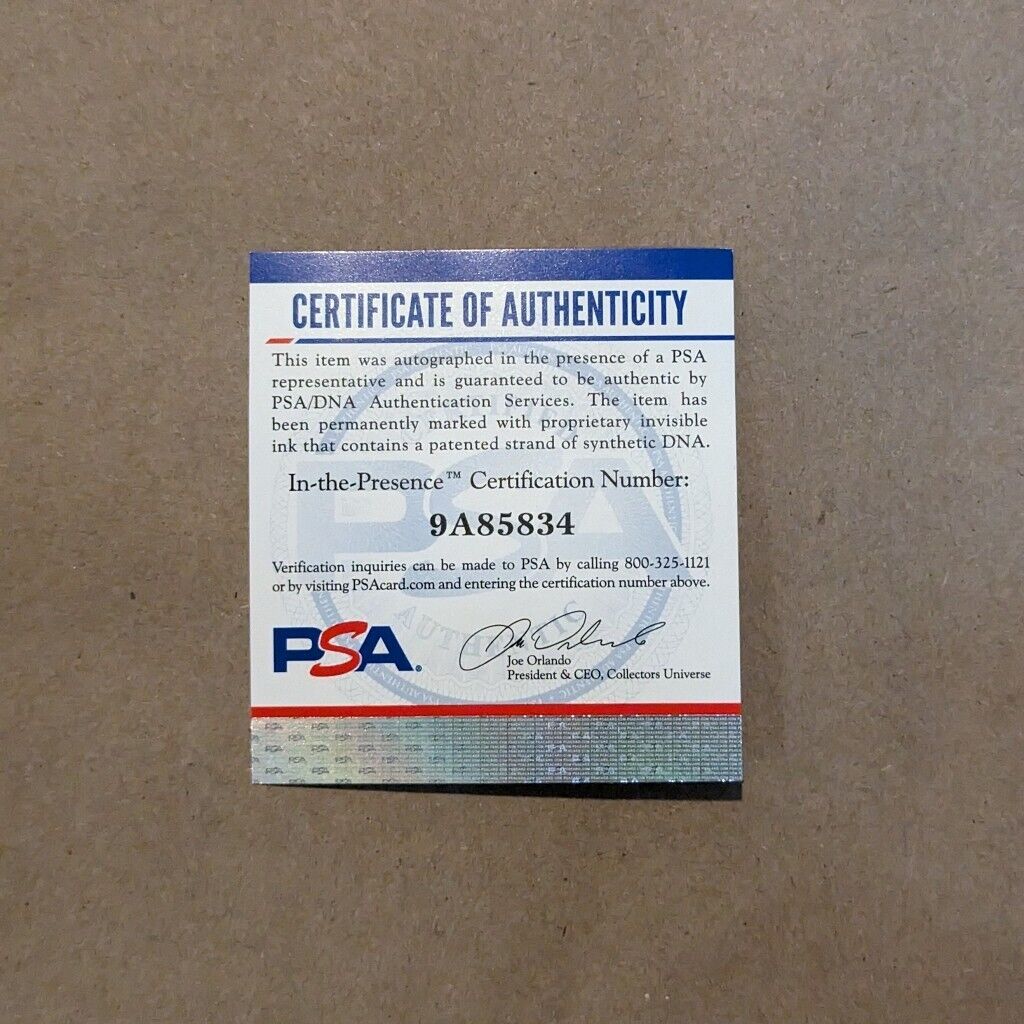 CERTIFICATE OF AUTHENTICITY
This item was autographed in the presence of a PSA
representative and is guaranteed to be authentic by
PSA/DNA Authentication Services. The item has
been permanently marked with proprietary invisible
ink that contains a patented strand of synthetic DNA.
In-the-Presence™ Certification Number:
9A85834
Verification inquiries can be made to PSA by calling 800-325-1121
or by visiting PSAcard.com and entering the certification number above.
PSA®
Joe Orlando
President & CEO, Collectors Universe
PSA
AUTHENTIC